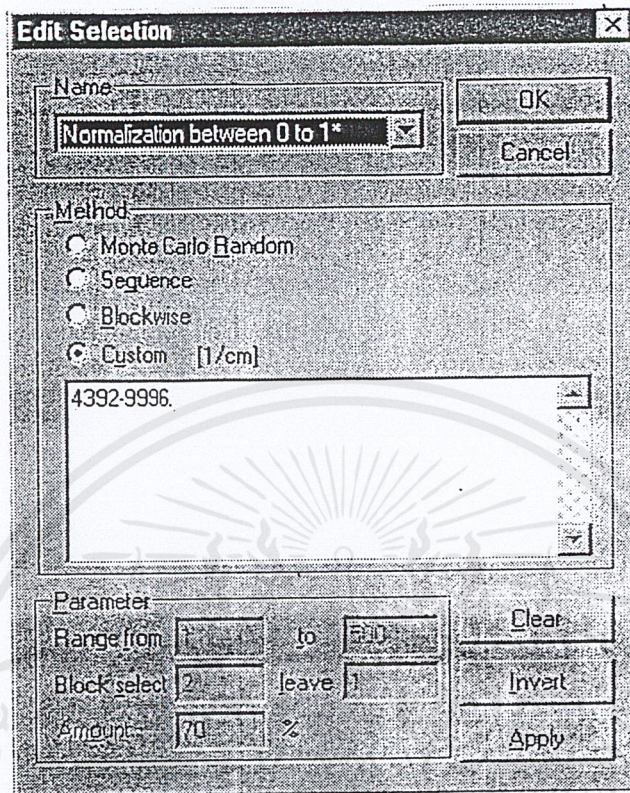 Edit Selection
Name
OK
Normalization between 0 to 1*
Cancel
Method
Monte Carlo Random
Sequence
Blockwise
Custom [1/cm]
4392-9996.
Parameter
Range from 1 to
Clear
Block select 2 leave 1
Invert
Amount 70 %
Apply